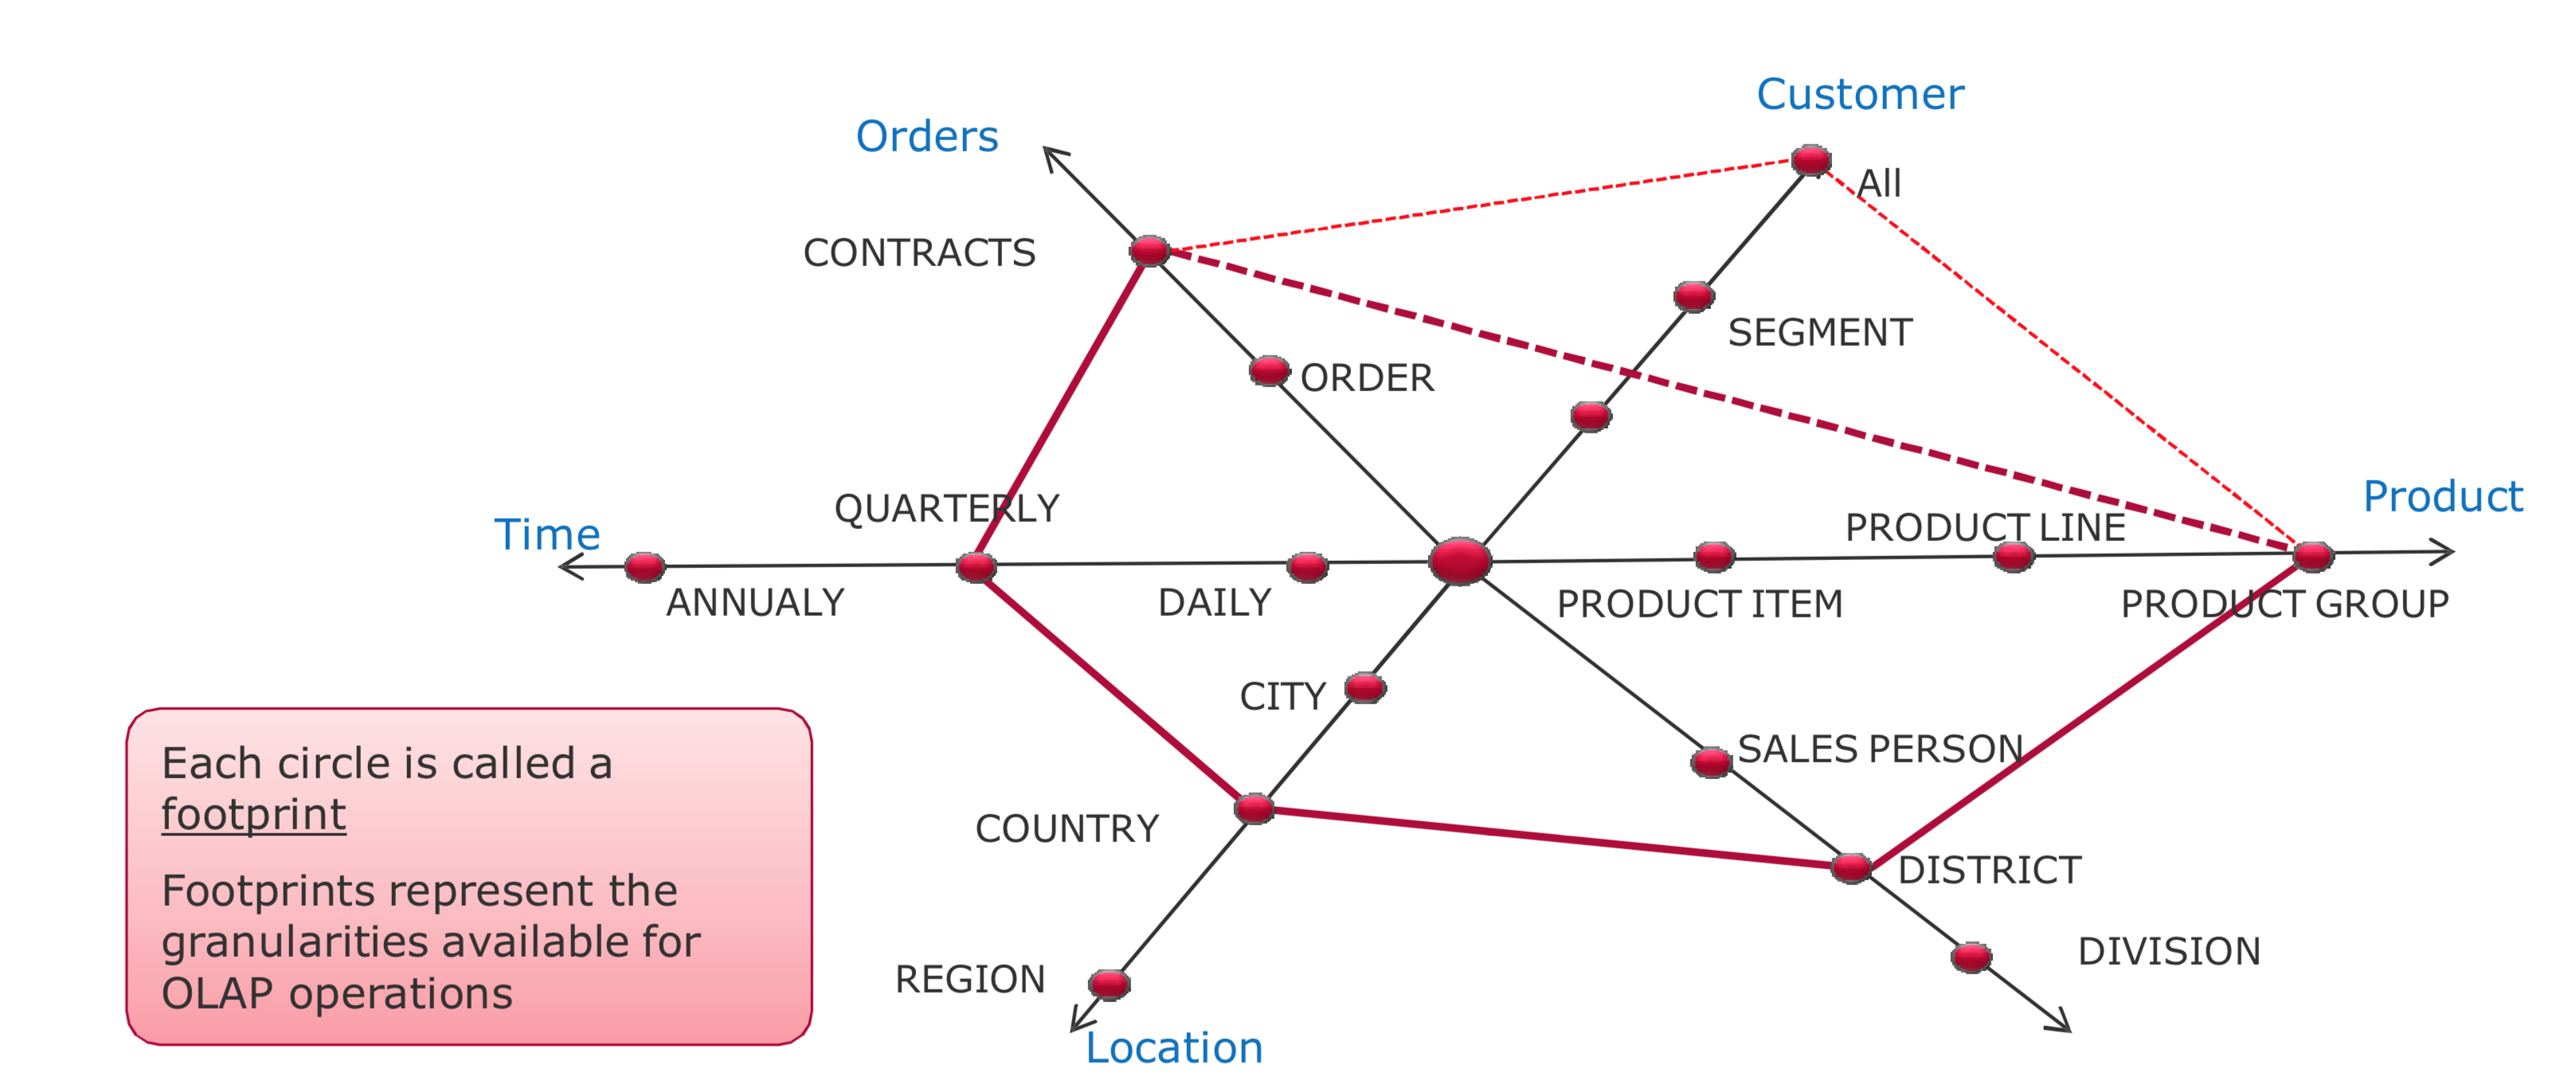 Customer
Orders
All
CONTRACTS
SEGMENT
ORDER
Product
QUARTERLY
PRODUCT LINE
Time
ANNUALY
DAILY
PRODUCT ITEM
PRODUCT GROUP
CITY
SALES PERSON
COUNTRY
DISTRICT
DIVISION
REGION
Location
Each circle is called a
footprint
Footprints represent the
granularities available for
OLAP operations